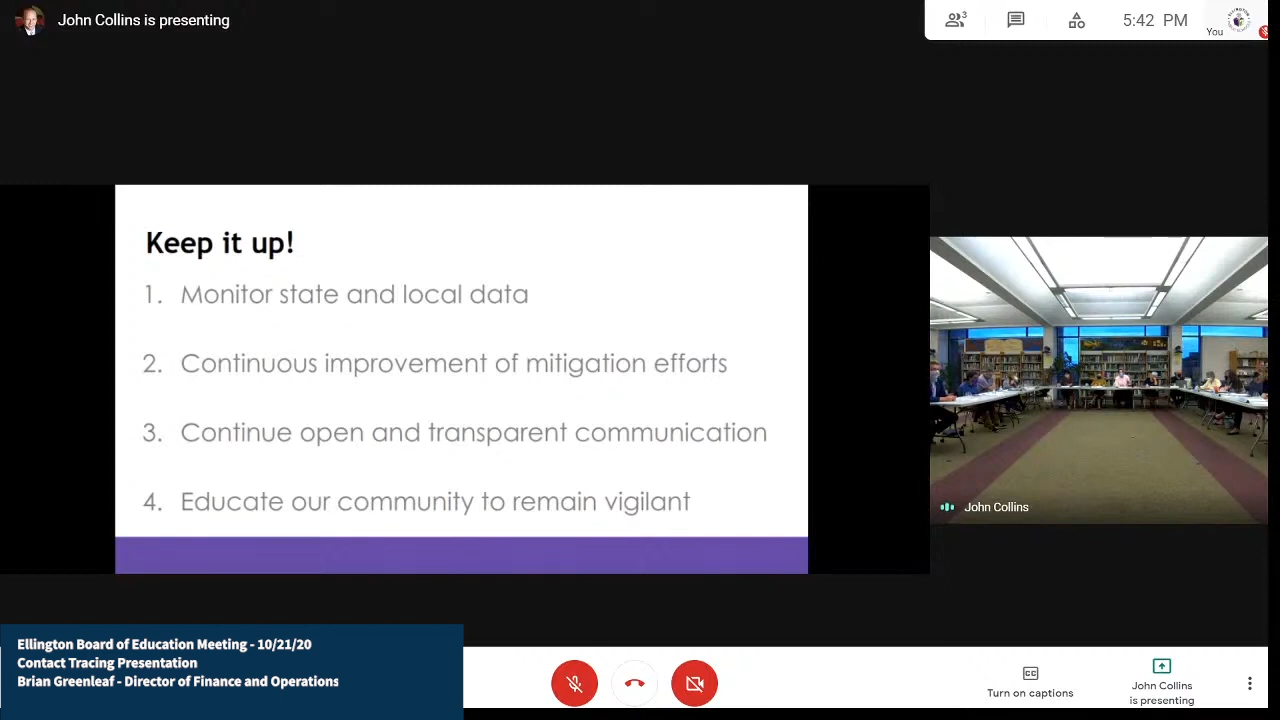 John Collins is presenting
3
5:42 PM
You
Keep it up!
1. Monitor state and local data
2. Continuous improvement of mitigation efforts
3. Continue open and transparent communication
4. Educate our community to remain vigilant
John Collins
Ellington Board of Education Meeting - 10/21/20
Contact Tracing Presentation
Brian Greenleaf - Director of Finance and Operations
CC
Turn on captions
John Collins
is presenting